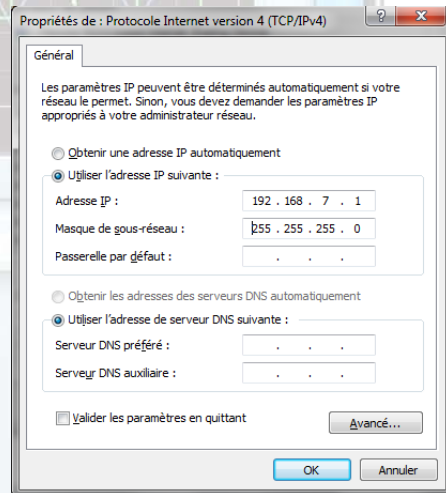 Propriétés de : Protocole Internet version 4 (TCP/IPv4)
Général
Les paramètres IP peuvent être déterminés automatiquement si votre
réseau le permet. Sinon, vous devez demander les paramètres IP
appropriés à votre administrateur réseau.
Obtenir une adresse IP automatiquement
Utiliser l'adresse IP suivante :
Adresse IP : 192 . 168 . 7 . 1
Masque de sous-réseau : 255 . 255 . 255 . 0
Passerelle par défaut : . . .
Obtenir les adresses des serveurs DNS automatiquement
Utiliser l'adresse de serveur DNS suivante :
Serveur DNS préféré : . . .
Serveur DNS auxiliaire : . . .
Valider les paramètres en quittant
Avancé...
OK Annuler